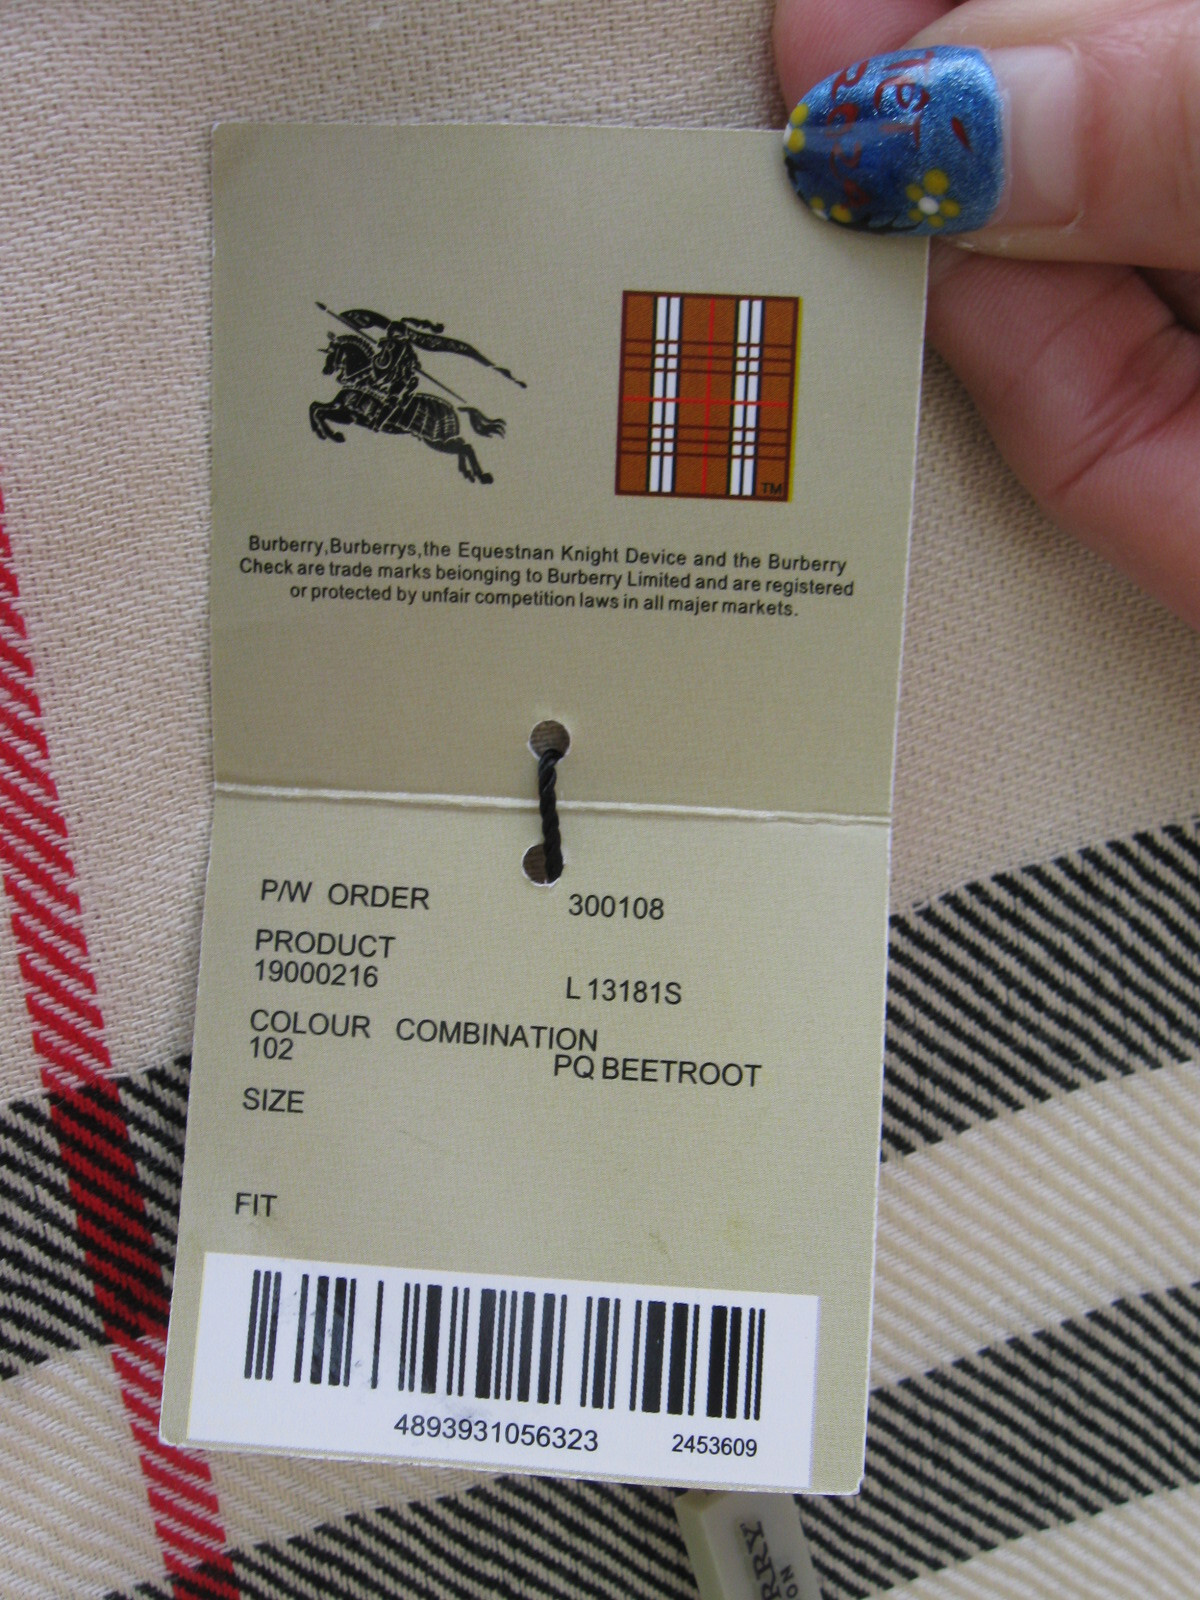 TM
Burberry,Burberrys,the Equestnan Knight Device and the Burberry
Check are trade marks beionging to Burberry Limited and are registered
or protected by unfair competition laws in all majer markets.
P/W ORDER 300108
PRODUCT
19000216 L13181S
COLOUR COMBINATION
102 PQ BEETROOT
SIZE
FIT
4893931056323 2453609